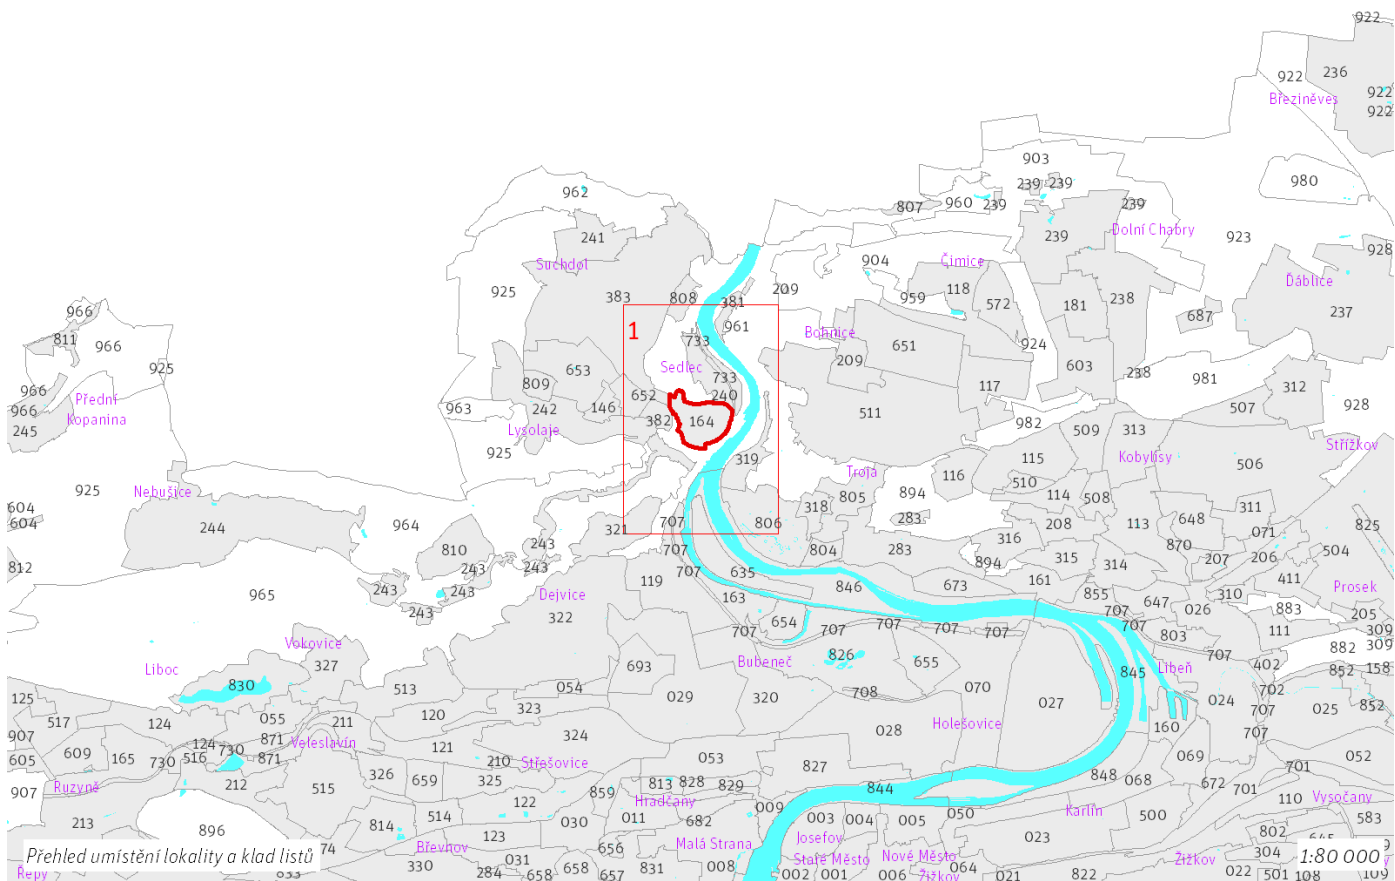 922
922 236
Březiněves 922
922
903
962 239 239 980
960 239 239
807
241 239 Dolní Chabry 923
928
Suchdol 904 Čimice
925 383 808 381 209 959 118 572 181 238 Ďáblice
237
966 687
811 966 1 733 961 Bohnice 651 924
925 Sedlec 209 603
653 733 238 981
966 809 652 240 117 312
Přední
966 Kopanina 963 242 146 382 164 511 507 928
245 982 509 313
Lysolaje
925 Kobylisy Střížkov
319 115 506
925 Nebušice Troja 116 510
604 805 894 114 508 311
604 244 964 321 707 806 318 283 208 113 648 071 825
243 316 870
812 810 243 707 804 283 894 315 314 207 206 504
243 243 119 707 635 846 673 161 411 Prosek
965 243 Dejvice 163 855 647 310 883 205
243 322 654 707 707 026
707 707 707 707 707 803 111 309
Vokovice 826 707 882 309
Liboc 327 693 Bubeneč 655 Libeň 402 852 158
830 513 054 029 320 708 070 027 845 024 702 852
125 323 707 025
517 124 055 211 120 028 Holešovice 160 707
907 124 730 871 Veleslavín 121 324 053 069 052
605 609 165 730 516 871 210 Střešovice 827 701
Ruzyně 212 326 659 325 813 828 829 844 848 068 672 701
907 515 859 Hradčany 009 050 Karlín 110 Vysočany
514 122 011 003 004 005 500 583
213 896 814 123 030 682 023 802
Břevnov 656 Malá Strana Josefov
Přehled umístění lokality a klad listů 031 Staré Město Nové Město Žižkov 304 1:80 000
Řepy 330 284 658 658 831 008 002 001 006 064 021 822 022 501 108 109
Žižkov